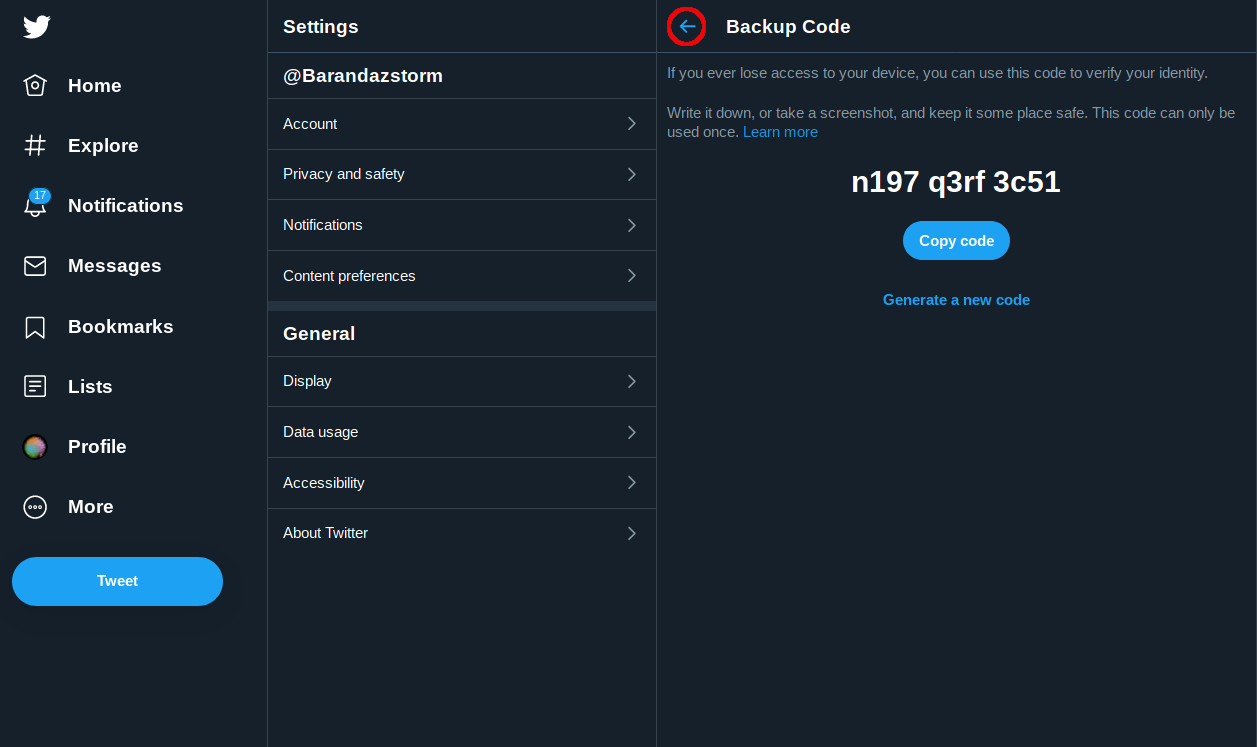 Home
Explore
17
Notifications
Messages
Bookmarks
Lists
Profile
More
Tweet
Settings
@Barandazstorm
Account
Privacy and safety
Notifications
Content preferences
General
Display
Data usage
Accessibility
About Twitter
Backup Code
If you ever lose access to your device, you can use this code to verify your identity.
Write it down, or take a screenshot, and keep it some place safe. This code can only be
used once. Learn more
n197 q3rf 3c51
Copy code
Generate a new code